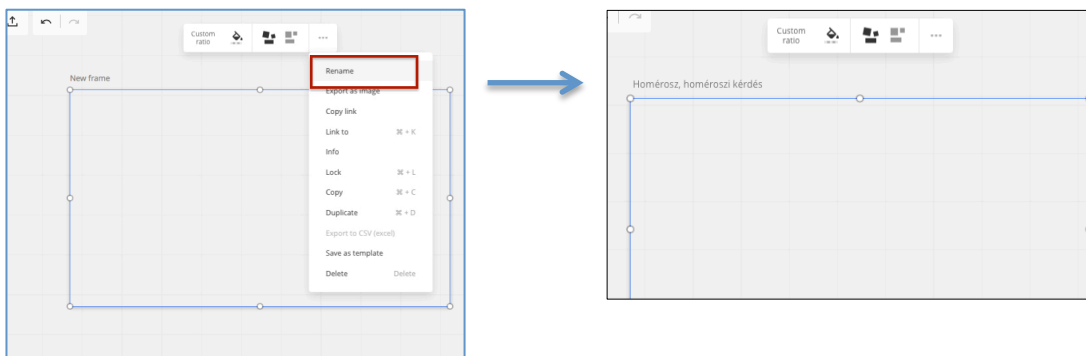 Custom
ratio
New frame
Rename
Export as image
Copy link
Link to ⌘ + K
Info
Lock ⌘ + L
Copy ⌘ + C
Duplicate ⌘ + D
Export to CSV (excel)
Save as template
Delete Delete
Custom
ratio
Homérosz, homéroszi kérdés